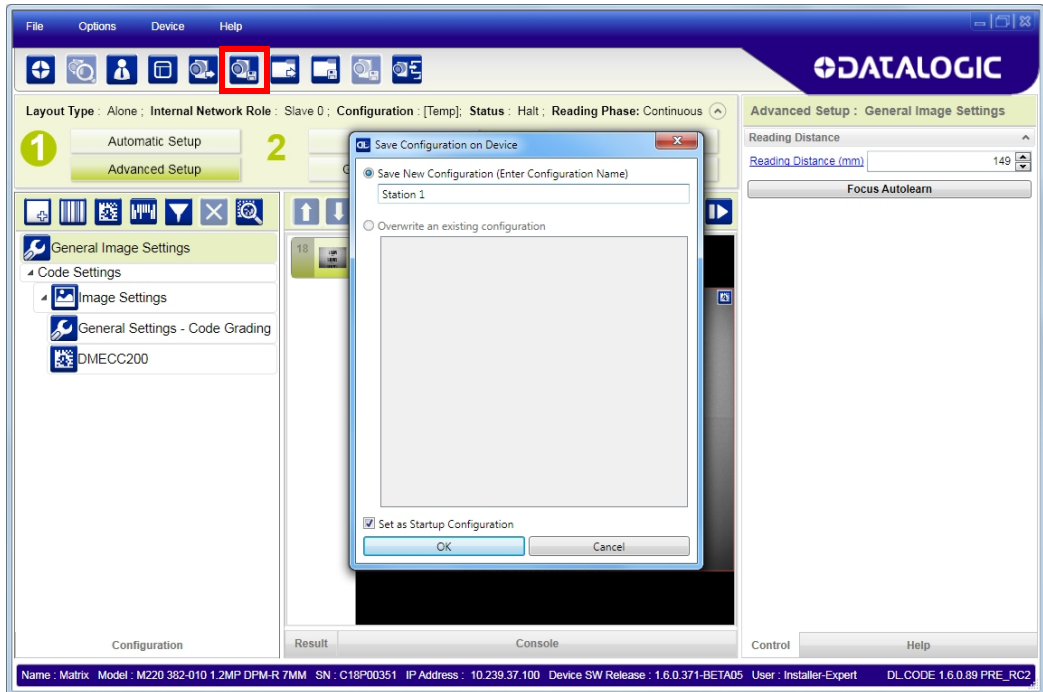 File Options Device Help
DATALOGIC
Layout Type : Alone ; Internal Network Role : Slave 0 ; Configuration : [Temp]; Status : Halt ; Reading Phase: Continuous
Advanced Setup : General Image Settings
1
Automatic Setup
Advanced Setup
2
Reading Distance
Reading Distance (mm) 149
Focus Autolearn
Save Configuration on Device
Save New Configuration (Enter Configuration Name)
Station 1
Overwrite an existing configuration
Set as Startup Configuration
OK Cancel
General Image Settings
Code Settings
Image Settings
General Settings - Code Grading
DMECC200
18
Configuration
Result Console
Control Help
Name : Matrix Model : M220 382-010 1.2MP DPM-R 7MM SN : C18P00351 IP Address : 10.239.37.100 Device SW Release : 1.6.0.371-BETA05 User : Installer-Expert DL.CODE 1.6.0.89 PRE_RC2